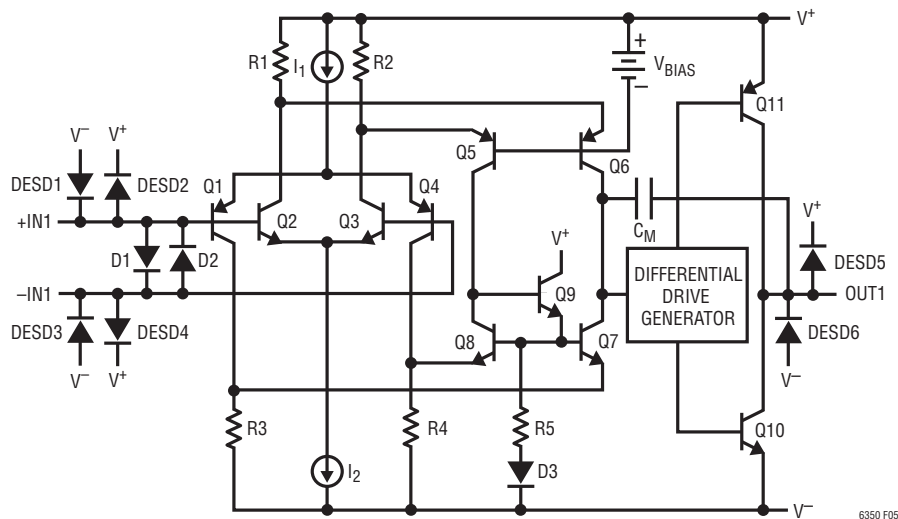 V+
R1
I1
R2
+
VBIAS
−
Q11
V− V+
Q5
Q6
DESD1
DESD2
Q1
Q4
+IN1
Q2
Q3
CM
V+
D1
D2
V+
DESD5
Q9
DIFFERENTIAL
DRIVE
GENERATOR
−IN1
OUT1
DESD3
DESD4
Q8
Q7
DESD6
V− V+
V−
R3
R4
R5
Q10
I2
D3
V−
6350 F05